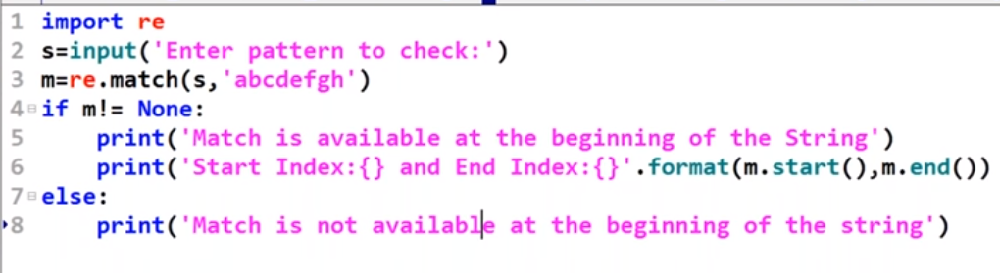 1 import re
2 s=input('Enter pattern to check:')
3 m=re.match(s,'abcdefgh')
4 if m!= None:
5     print('Match is available at the beginning of the String')
6     print('Start Index:{} and End Index:{}'.format(m.start(),m.end())
7 else:
8     print('Match is not available at the beginning of the string')